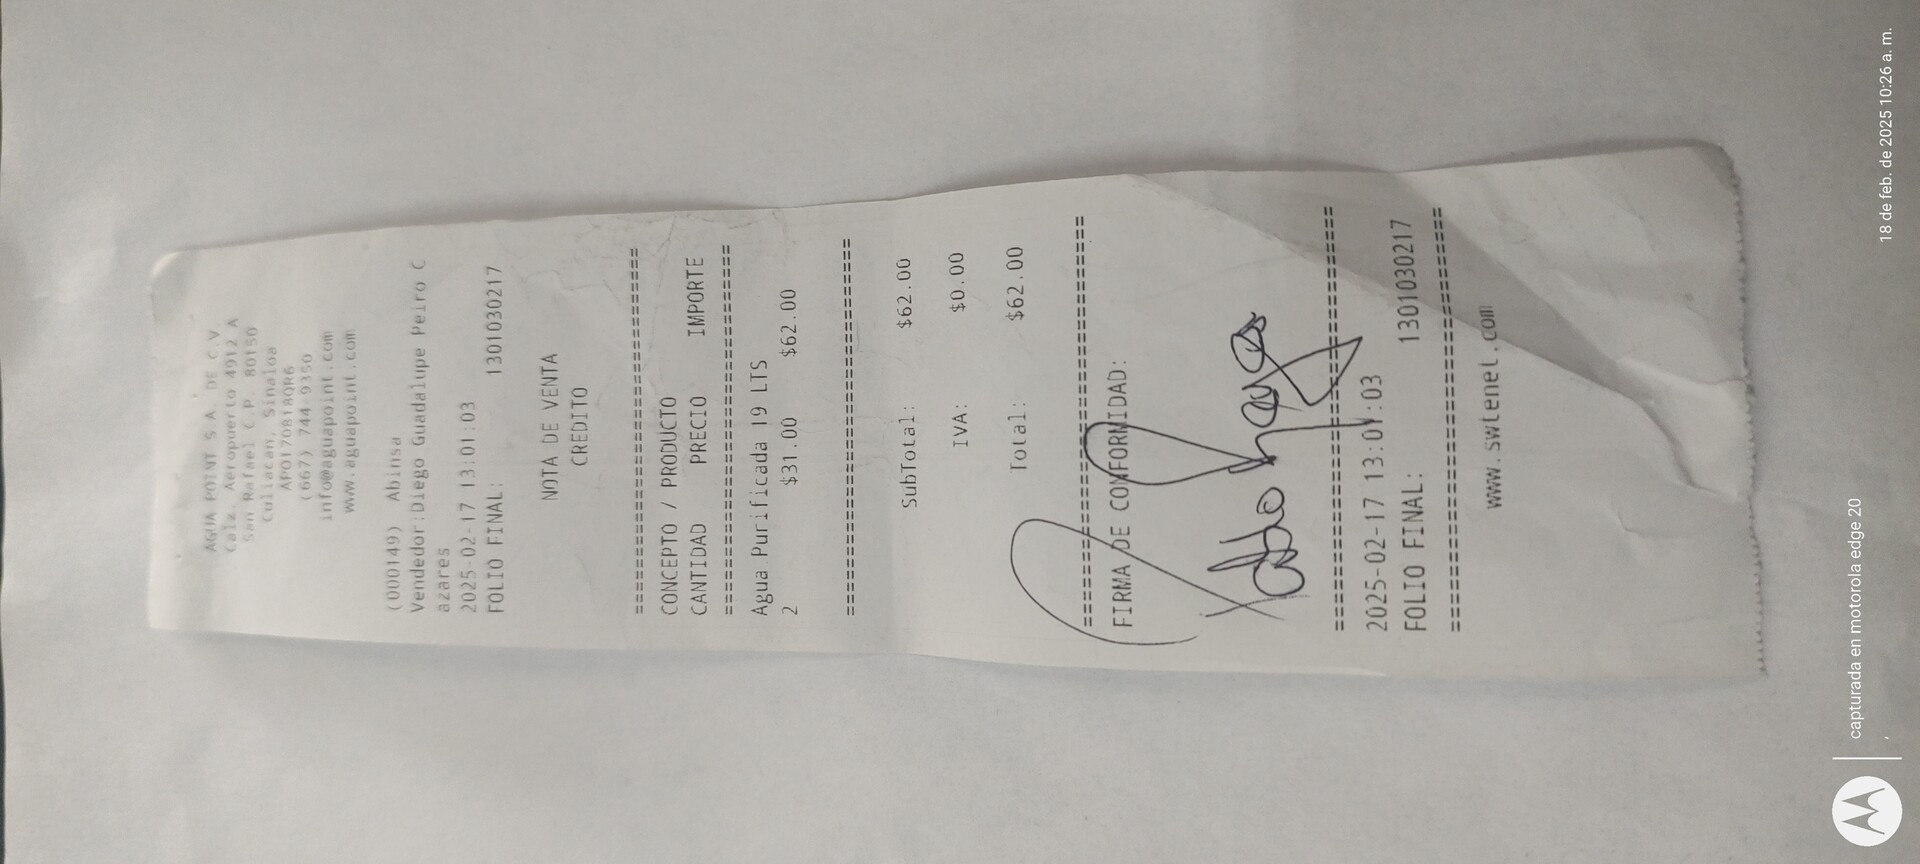 AGUA POINT S.A. DE C.V.
Calz. Aeropuerto 4912 A
San Rafael C.P. 80150
Culiacan, Sinaloa
APO170818QR6
(667) 744-9350
info@aguapoint.com
www.aguapoint.com
(000149) Abinsa
Vendedor:Diego Guadalupe Peiro C
azares
2025-02-17 13:01:03
FOLIO FINAL: 1301030217
NOTA DE VENTA
CREDITO
================================
CONCEPTO / PRODUCTO
CANTIDAD PRECIO IMPORTE
================================
Agua Purificada 19 LTS
2 $31.00 $62.00
================================
SubTotal: $62.00
IVA: $0.00
Total: $62.00
================================
FIRMA DE CONFORMIDAD:
================================
2025-02-17 13:01:03
FOLIO FINAL: 1301030217
================================
www.swtenet.com
capturada en motorola edge 20
18 de feb. de 2025 10:26 a. m.